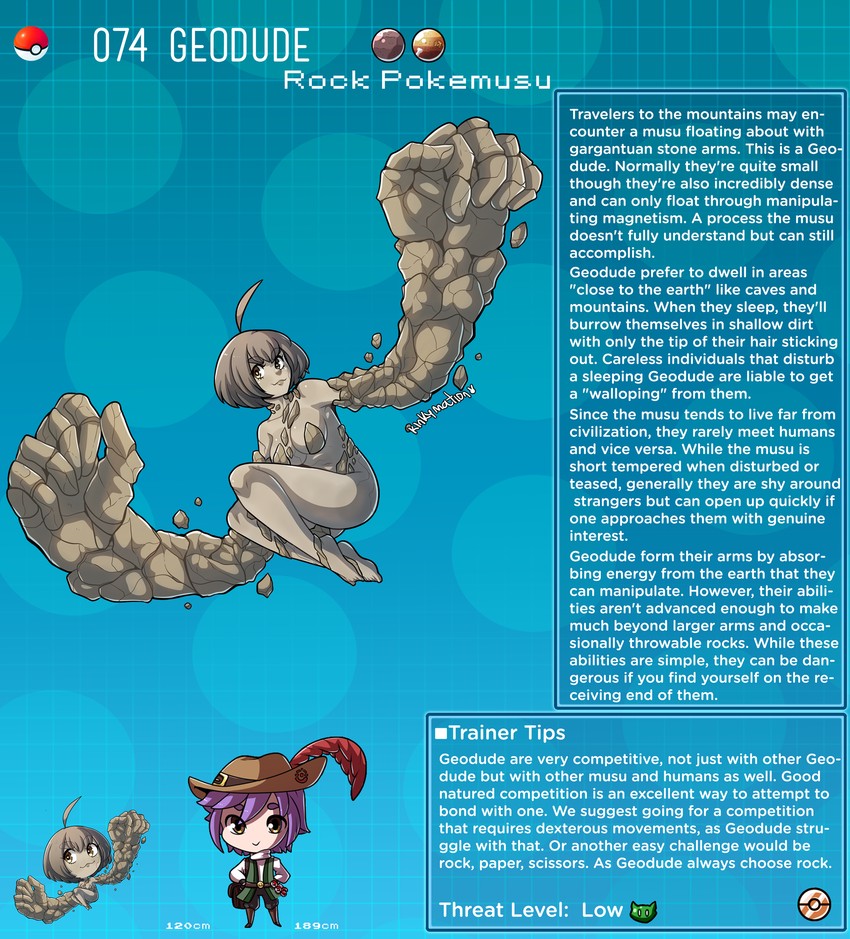 074 GEODUDE
Rock Pokemusu
Travelers to the mountains may en-
counter a musu floating about with
gargantuan stone arms. This is a Geo-
dude. Normally they're quite small
though they're also incredibly dense
and can only float through manipula-
ting magnetism. A process the musu
doesn't fully understand but can still
accomplish.
Geodude prefer to dwell in areas
"close to the earth" like caves and
mountains. When they sleep, they'll
burrow themselves in shallow dirt
with only the tip of their hair sticking
out. Careless individuals that disturb
a sleeping Geodude are liable to get
a "walloping" from them.
Since the musu tends to live far from
civilization, they rarely meet humans
and vice versa. While the musu is
short tempered when disturbed or
teased, generally they are shy around
strangers but can open up quickly if
one approaches them with genuine
interest.
Geodude form their arms by absor-
bing energy from the earth that they
can manipulate. However, their abili-
ties aren't advanced enough to make
much beyond larger arms and occa-
sionally throwable rocks. While these
abilities are simple, they can be dan-
gerous if you find yourself on the re-
ceiving end of them.
Rinkymation
■Trainer Tips
Geodude are very competitive, not just with other Geo-
dude but with other musu and humans as well. Good
natured competition is an excellent way to attempt to
bond with one. We suggest going for a competition
that requires dexterous movements, as Geodude stru-
ggle with that. Or another easy challenge would be
rock, paper, scissors. As Geodude always choose rock.
Threat Level: Low
120cm
189cm